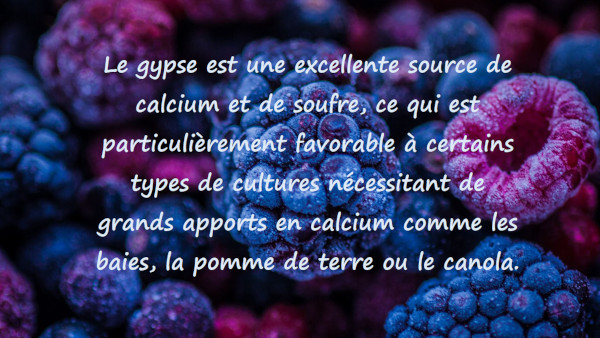 Le gypse est une excellente source de
calcium et de soufre, ce qui est
particulièrement favorable à certains
types de cultures nécessitant de
grands apports en calcium comme les
baies, la pomme de terre ou le canola.